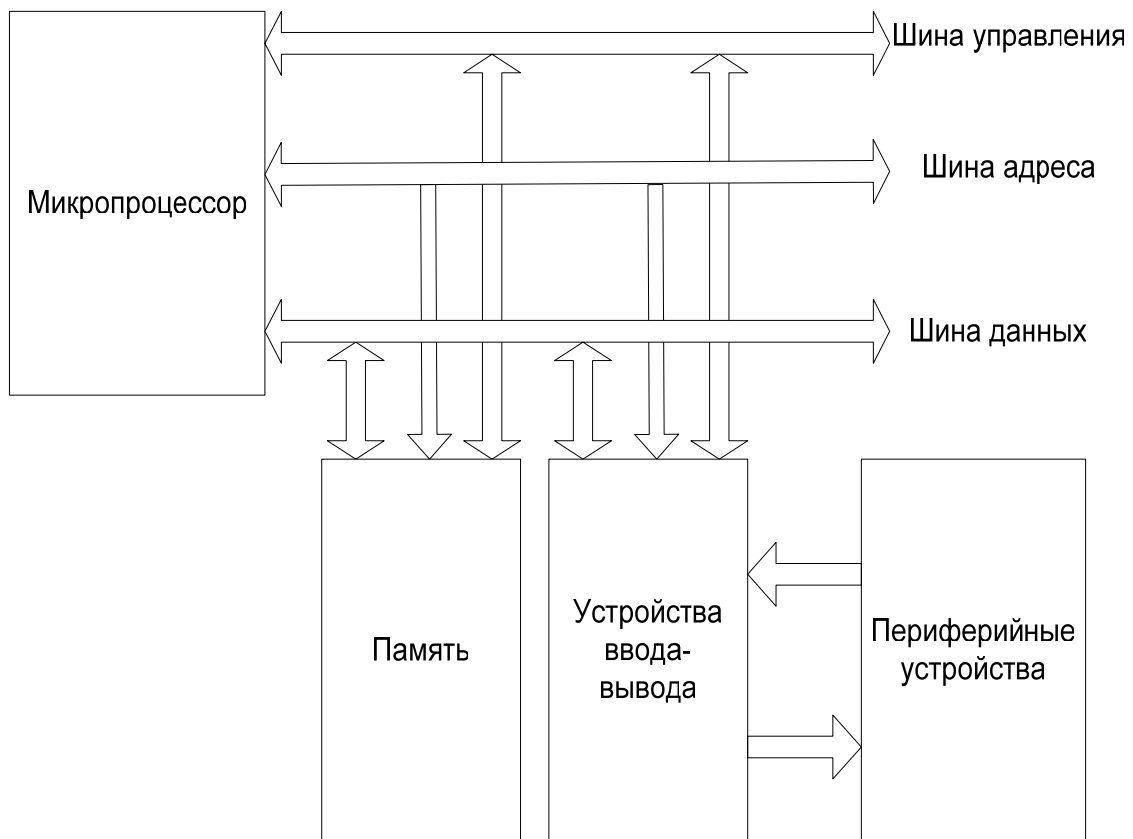 Шина управления
Шина адреса
Микропроцессор
Шина данных
Память
Устройства
ввода-
вывода
Периферийные
устройства